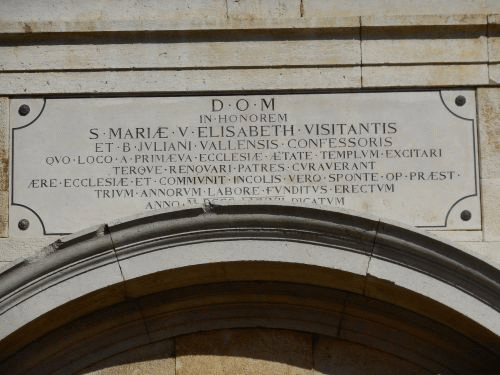 D·O·M
IN·HONOREM
S·MARIÆ·V·ELISABETH·VISITANTIS
ET·B·JVLIANI·VALLENSIS·CONFESSORIS
QVO·LOCO·A·PRIMÆVA·ECCLESIÆ·ÆTATE·TEMPLVM·EXCITARI
TERQVE·RENOVARI·PATRES·CVRAVERANT
ÆRE·ECCLESIÆ·ET·COMMVNIT·INCOLIS·VERO·SPONTE·OP·PRÆST·
TRIVM·ANNORVM·LABORE·FVNDITVS·ERECTVM
ANNO